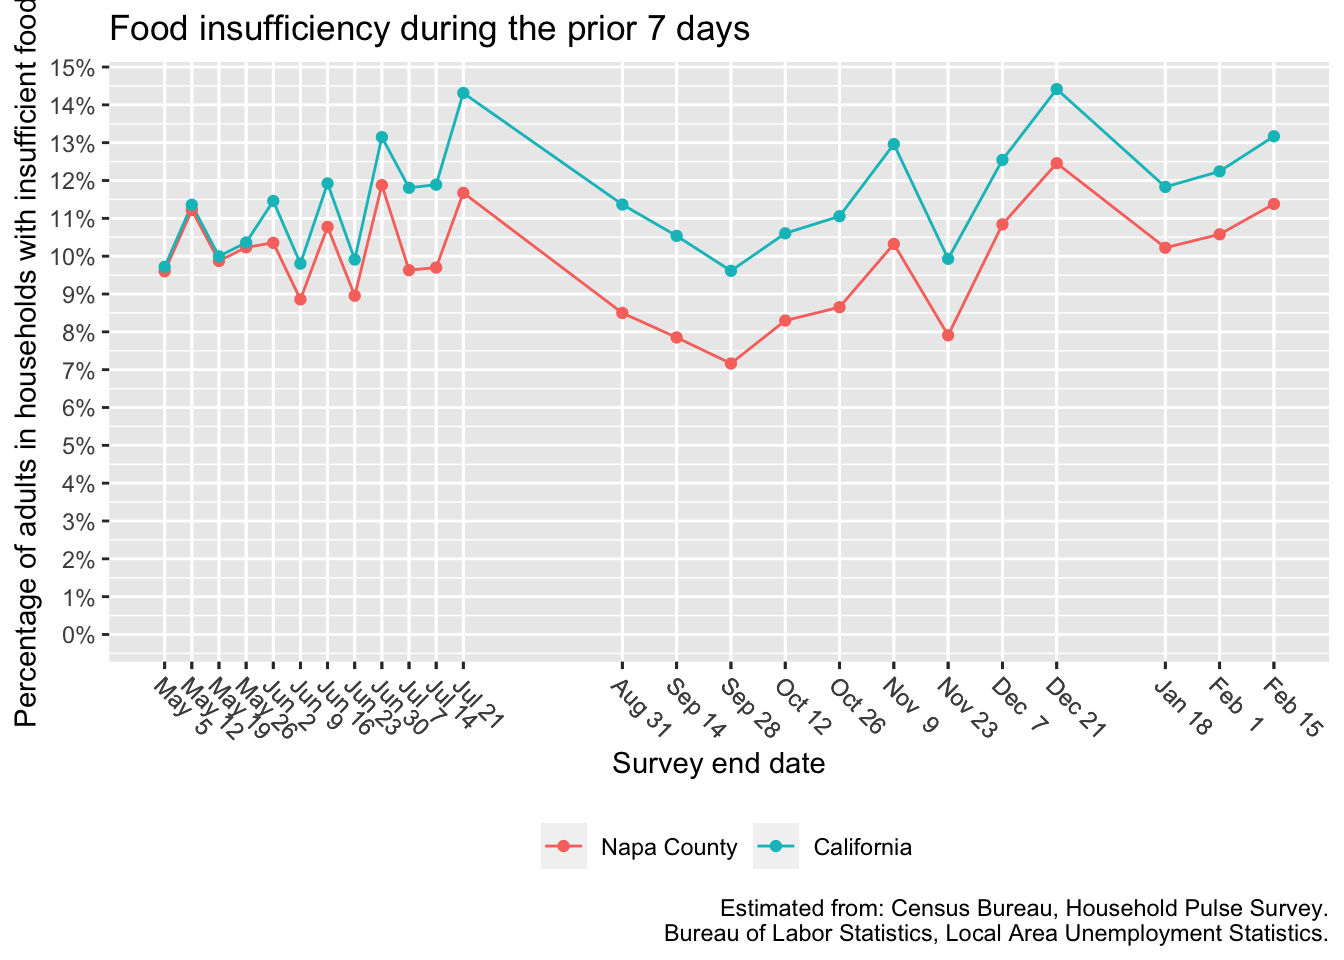 Food insufficiency during the prior 7 days
Percentage of adults in households with insufficient food
15%
14%
13%
12%
11%
10%
9%
8%
7%
6%
5%
4%
3%
2%
1%
0%
May 5
May 12
May 19
May 26
Jun 2
Jun 9
Jun 16
Jun 23
Jun 30
Jul 7
Jul 14
Jul 21
Aug 31
Sep 14
Sep 28
Oct 12
Oct 26
Nov 9
Nov 23
Dec 7
Dec 21
Jan 18
Feb 1
Feb 15
Survey end date
Napa County
California
Estimated from: Census Bureau, Household Pulse Survey.
Bureau of Labor Statistics, Local Area Unemployment Statistics.